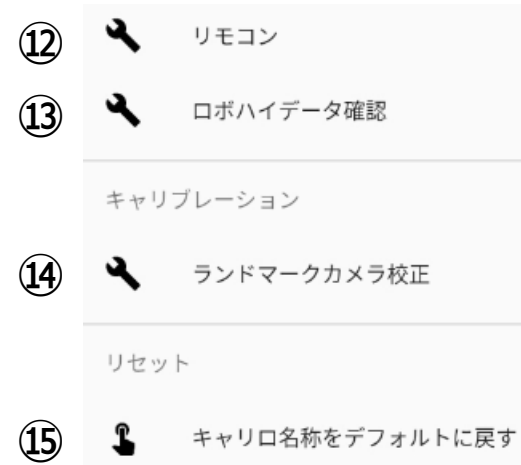 ⑫ リモコン
⑬ ロボハイデータ確認
キャリブレーション
⑭ ランドマークカメラ校正
リセット
⑮ キャリロ名称をデフォルトに戻す